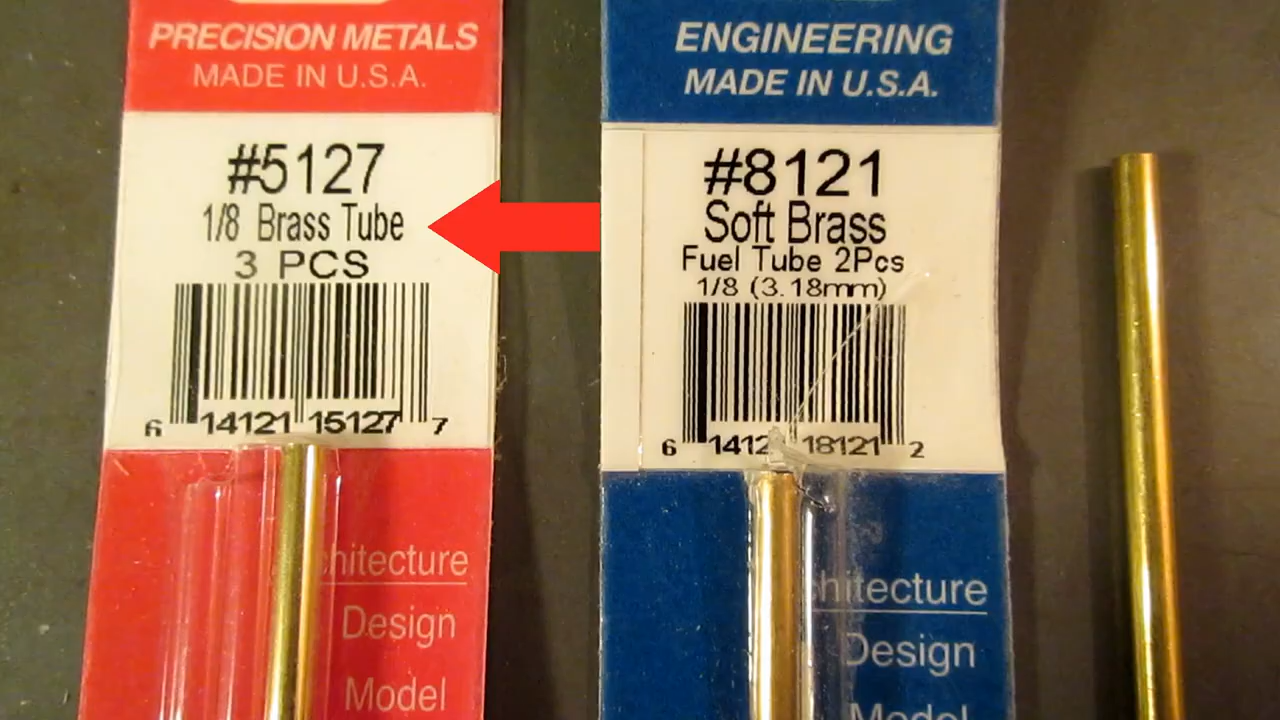 PRECISION METALS
MADE IN U.S.A.
#5127
1/8 Brass Tube
3 PCS
6 14121 15127 7
hitecture
Design
Model
ENGINEERING
MADE IN U.S.A.
#8121
Soft Brass
Fuel Tube 2Pcs
1/8 (3.18mm)
6 1412 18121 2
hitecture
Design
Model